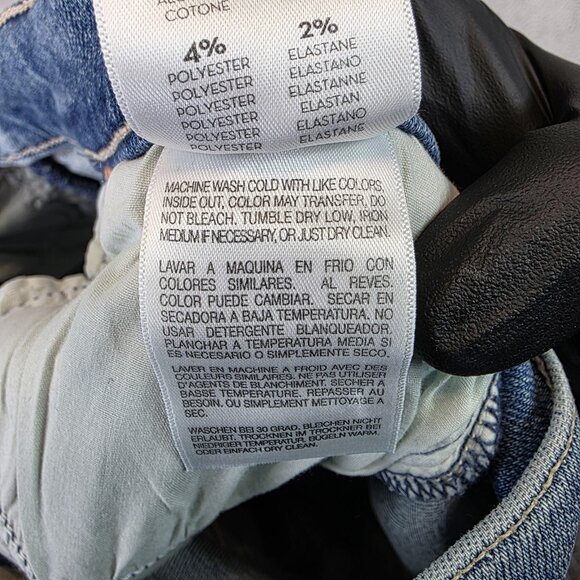 COTONE
4%
POLYESTER
POLYESTER
POLYESTER
POLYESTER
POLYESTER
POLYESTER
2%
ELASTANE
ELASTANO
ELASTANNE
ELASTAN
ELASTANO
ELASTANE
MACHINE WASH COLD WITH LIKE COLORS,
INSIDE OUT, COLOR MAY TRANSFER, DO
NOT BLEACH, TUMBLE DRY LOW, IRON
MEDIUM IF NECESSARY, OR JUST DRY CLEAN.
LAVAR A MAQUINA EN FRIO CON
COLORES SIMILARES. AL REVES.
COLOR PUEDE CAMBIAR. SECAR EN
SECADORA A BAJA TEMPERATURA. NO
USAR DETERGENTE BLANQUEADOR.
PLANCHAR A TEMPERATURA MEDIA SI
ES NECESARIO O SIMPLEMENTE SECO.
LAVER EN MACHINE A FROID AVEC DES
COULEURS SIMILAIRES. NE PAS UTILISER
D'AGENTS DE BLANCHIMENT. SECHER A
BASSE TEMPERATURE. REPASSER AU
BESOIN. OU SIMPLEMENT METTOYAGE A
SEC.
WASCHEN BEI 30 GRAD. BLEICHEN NICHT
ERLAUBT. TROCKNEN IM TROCKNER BEI
NIEDRIGER TEMPERATUR. BÜGELN WARM.
ODER EINFACH DRY CLEAN.